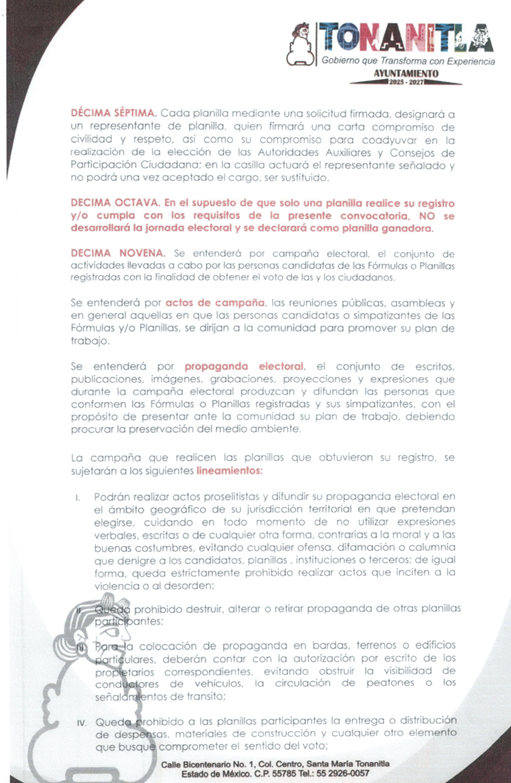 TONANITLA
Gobierno que Transforma con Experiencia
AYUNTAMIENTO
2025 - 2027
DÉCIMA SÉPTIMA. Cada planilla mediante una solicitud firmada, designará a
un representante de planilla, quien firmará una carta compromiso de
civilidad y respeto, así como su compromiso para coadyuvar en la
realización de la elección de las Autoridades Auxiliares y Consejos de
Participación Ciudadana; en la casilla actuará el representante señalado y
no podrá una vez aceptado el cargo, ser sustituido.
DECIMA OCTAVA. En el supuesto de que solo una planilla realice su registro
y/o cumpla con los requisitos de la presente convocatoria, NO se
desarrollará la jornada electoral y se declarará como planilla ganadora.
DECIMA NOVENA. Se entenderá por campaña electoral, el conjunto de
actividades llevadas a cabo por las personas candidatas de las Fórmulas o Planillas
registradas con la finalidad de obtener el voto de las y los ciudadanos.
Se entenderá por actos de campaña, las reuniones públicas, asambleas y
en general aquellas en que las personas candidatas o simpatizantes de las
Fórmulas y/o Planillas, se dirijan a la comunidad para promover su plan de
trabajo.
Se entenderá por propaganda electoral, el conjunto de escritos,
publicaciones, imágenes, grabaciones, proyecciones y expresiones que
durante la campaña electoral produzcan y difundan las personas que
conformen las Fórmulas o Planillas registradas y sus simpatizantes, con el
propósito de presentar ante la comunidad su plan de trabajo, debiendo
procurar la preservación del medio ambiente.
La campaña que realicen las planillas que obtuvieron su registro, se
sujetarán a los siguientes lineamientos:
I. Podrán realizar actos proselitistas y difundir su propaganda electoral en
el ámbito geográfico de su jurisdicción territorial en que pretendan
elegirse, cuidando en todo momento de no utilizar expresiones
verbales, escritas o de cualquier otra forma, contrarias a la moral y a las
buenas costumbres, evitando cualquier ofensa, difamación o calumnia
que denigre a los candidatos, planillas , instituciones o terceros; de igual
forma, queda estrictamente prohibido realizar actos que inciten a la
violencia o al desorden;
II. Queda prohibido destruir, alterar o retirar propaganda de otras planillas
participantes;
III. Para la colocación de propaganda en bardas, terrenos o edificios
particulares, deberán contar con la autorización por escrito de los
propietarios correspondientes, evitando obstruir la visibilidad de
conductores de vehículos, la circulación de peatones o los
señalamientos de transito;
IV. Queda prohibido a las planillas participantes la entrega o distribución
de despensas, materiales de construcción y cualquier otro elemento
que busque comprometer el sentido del voto;
Calle Bicentenario No. 1, Col. Centro, Santa María Tonanitla
Estado de México. C.P. 55785 Tel.: 55 2926-0057